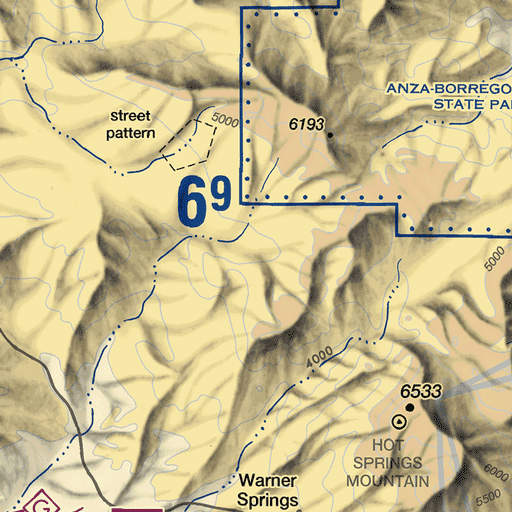 ANZA-BORREGO
STATE PA
street
pattern
5000
6193
69
5000
4000
6533
HOT
SPRINGS
MOUNTAIN
Warner
Springs
6000
5500
G